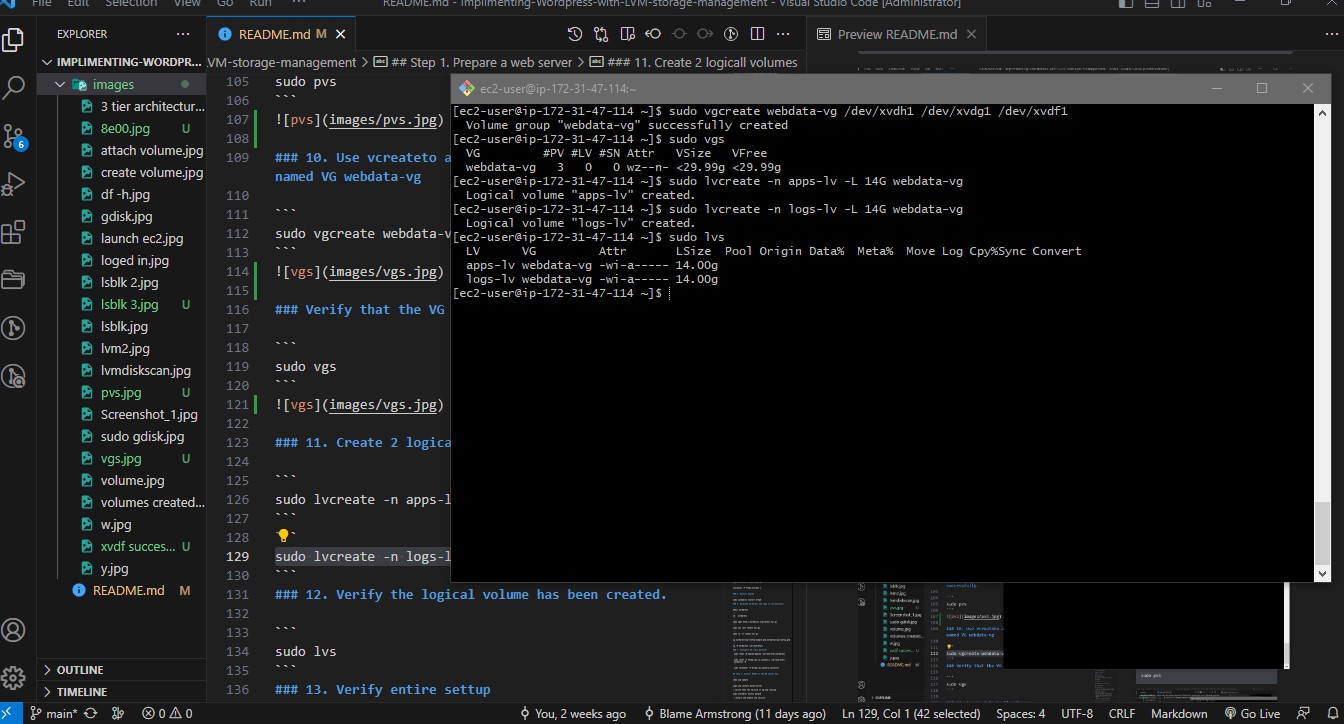 File Edit Selection View Go Run ··· README.md - Implimenting-Wordpress-with-LVM-storage-management - Visual Studio Code [Administrator]
EXPLORER ···
README.md M
Preview README.md
IMPLIMENTING-WORDPR...
VM-storage-management > ## Step 1. Prepare a web server > ### 11. Create 2 logicall volumes
images
3 tier architectur...
8e00.jpg U
attach volume.jpg
create volume.jpg
df -h.jpg
gdisk.jpg
launch ec2.jpg
loged in.jpg
lsblk 2.jpg
lsblk 3.jpg U
lsblk.jpg
lvm2.jpg
lvmdiskscan.jpg
pvs.jpg U
Screenshot_1.jpg
sudo gdisk.jpg
vgs.jpg U
volume.jpg
volumes created...
w.jpg
xvdf succes... U
y.jpg
README.md M
OUTLINE
TIMELINE
6
105 sudo pvs
106 ```
107 ![pvs](images/pvs.jpg)
108
109 ### 10. Use vcreateto a
named VG webdata-vg
110
111 ```
112 sudo vgcreate webdata-v
113 ```
114 ![vgs](images/vgs.jpg)
115
116 ### Verify that the VG
117
118 ```
119 sudo vgs
120 ```
121 ![vgs](images/vgs.jpg)
122
123 ### 11. Create 2 logica
124
125 ```
126 sudo lvcreate -n apps-l
127 ```
128 ```
129 sudo lvcreate -n logs-l
130 ```
131 ### 12. Verify the logical volume has been created.
132
133 ```
134 sudo lvs
135 ```
136 ### 13. Verify entire settup
ec2-user@ip-172-31-47-114:~
[ec2-user@ip-172-31-47-114 ~]$ sudo vgcreate webdata-vg /dev/xvdh1 /dev/xvdg1 /dev/xvdf1
Volume group "webdata-vg" successfully created
[ec2-user@ip-172-31-47-114 ~]$ sudo vgs
VG #PV #LV #SN Attr VSize VFree
webdata-vg 3 0 0 wz--n- <29.99g <29.99g
[ec2-user@ip-172-31-47-114 ~]$ sudo lvcreate -n apps-lv -L 14G webdata-vg
Logical volume "apps-lv" created.
[ec2-user@ip-172-31-47-114 ~]$ sudo lvcreate -n logs-lv -L 14G webdata-vg
Logical volume "logs-lv" created.
[ec2-user@ip-172-31-47-114 ~]$ sudo lvs
LV VG Attr LSize Pool Origin Data% Meta% Move Log Cpy%Sync Convert
apps-lv webdata-vg -wi-a----- 14.00g
logs-lv webdata-vg -wi-a----- 14.00g
[ec2-user@ip-172-31-47-114 ~]$
main* 0 0 You, 2 weeks ago Blame Armstrong (11 days ago) Ln 129, Col 1 (42 selected) Spaces: 4 UTF-8 CRLF Markdown Go Live